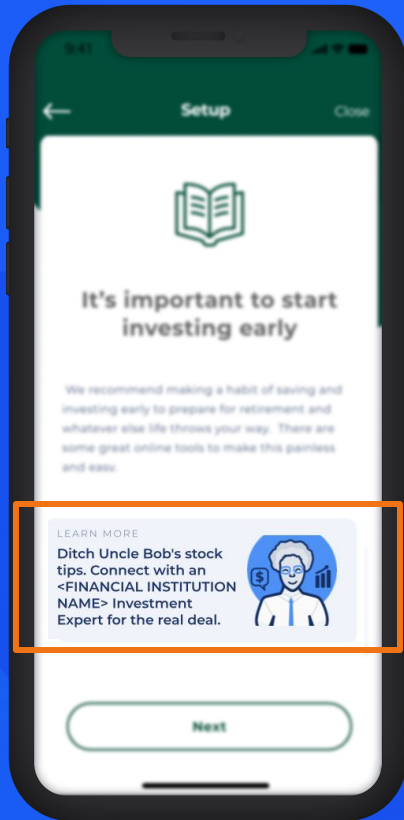 9:41
Setup
Close
It's important to start
investing early
We recommend making a habit of saving and
investing early to prepare for retirement and
whatever else life throws your way. There are
some great online tools to make this painless
and easy.
LEARN MORE
Ditch Uncle Bob's stock
tips. Connect with an
<FINANCIAL INSTITUTION
NAME> Investment
Expert for the real deal.
$
Next